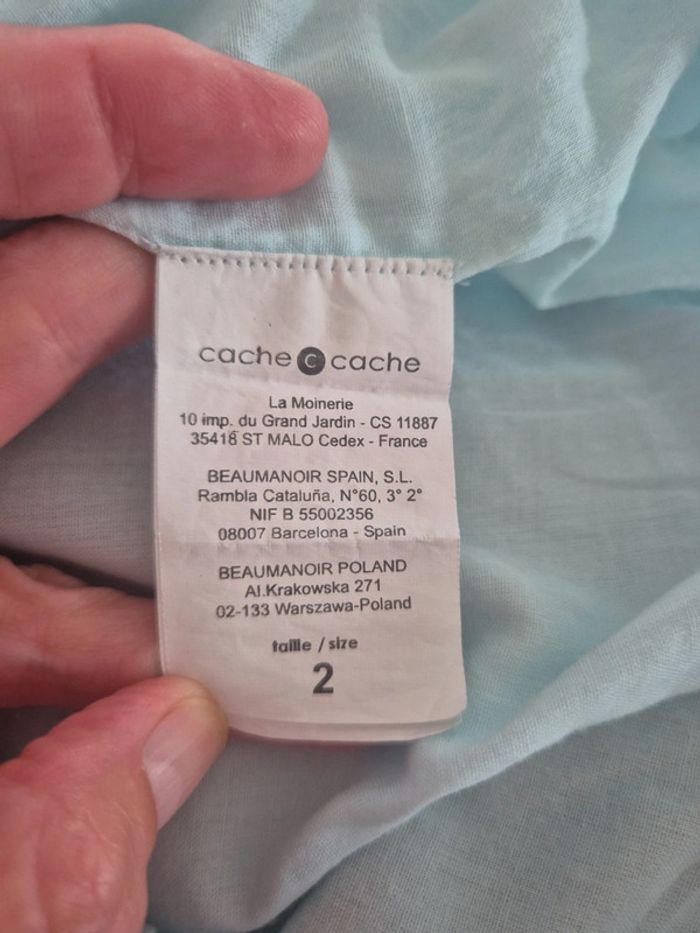 cache c cache
La Moinerie
10 imp. du Grand Jardin - CS 11887
35418 ST MALO Cedex - France
BEAUMANOIR SPAIN, S.L.
Rambla Cataluña, N°60, 3° 2°
NIF B 55002356
08007 Barcelona - Spain
BEAUMANOIR POLAND
Al.Krakowska 271
02-133 Warszawa-Poland
taille / size
2